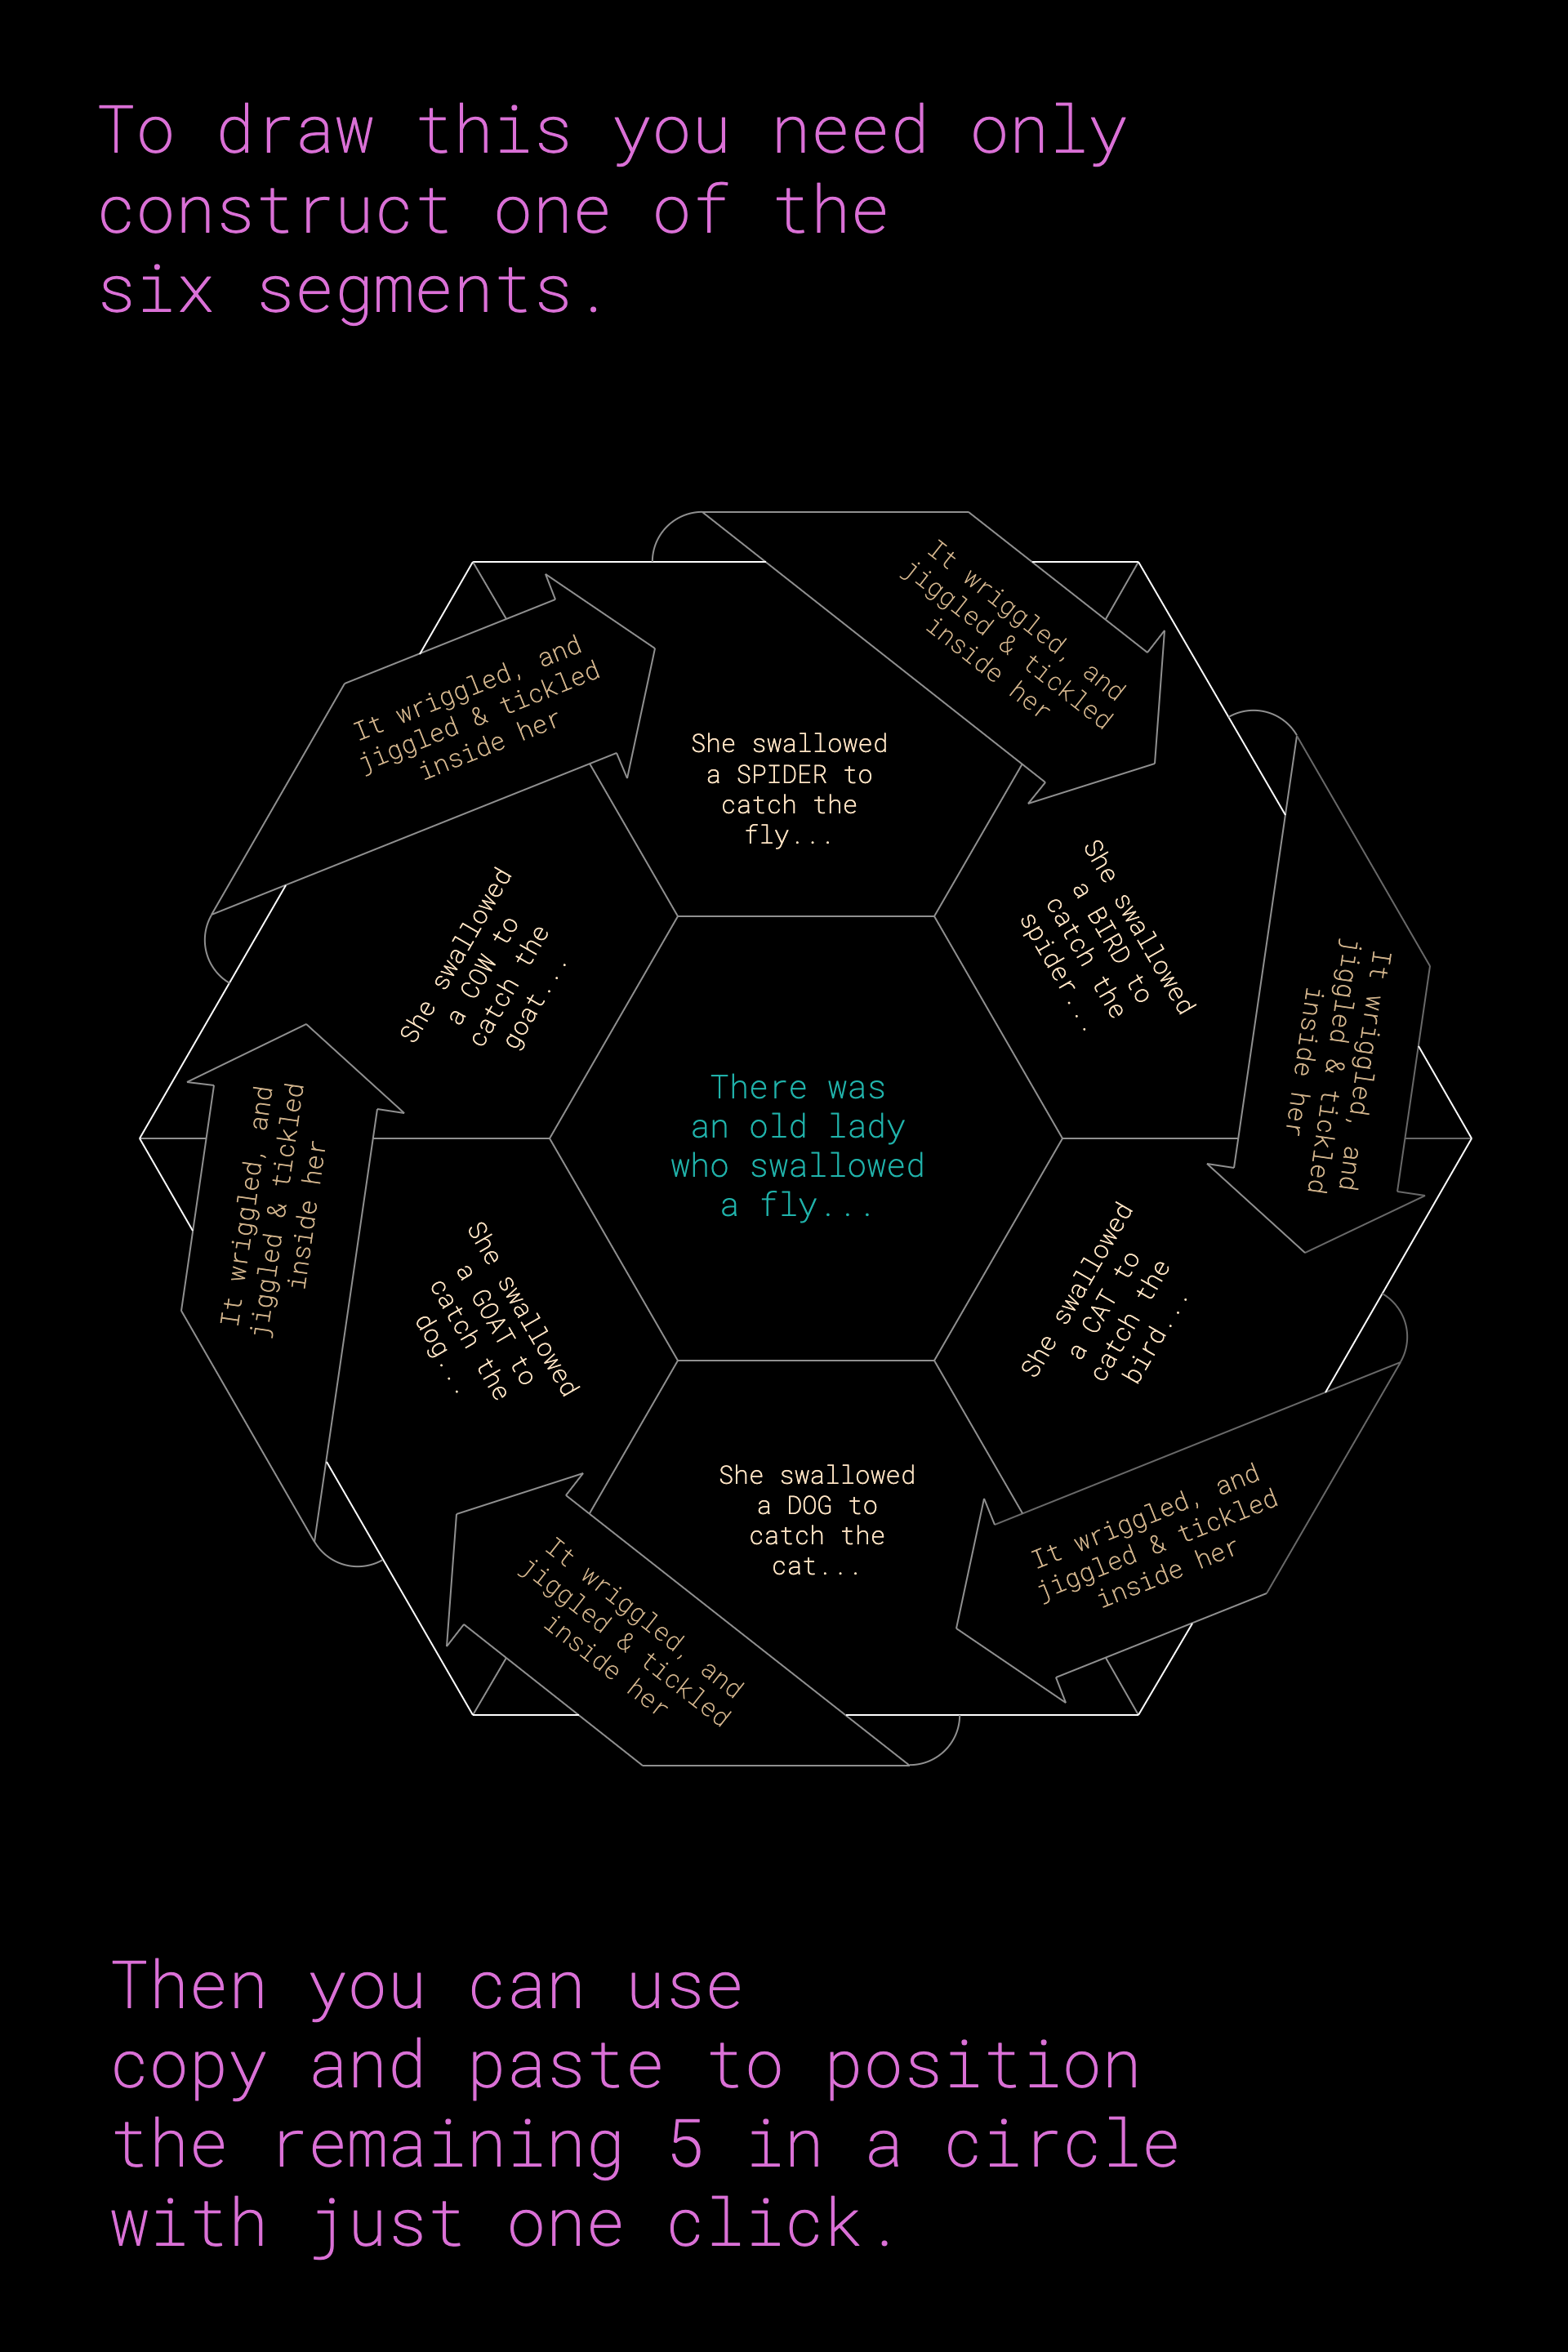 To draw this you need only
construct one of the
six segments.
It wriggled, and
jiggled & tickled
inside her
It wriggled, and
jiggled & tickled
inside her
She swallowed
a SPIDER to
catch the
fly...
She swallowed
a COW to
catch the
goat...
She swallowed
a BIRD to
catch the
spider...
It wriggled, and
jiggled & tickled
inside her
There was
an old lady
who swallowed
a fly...
It wriggled, and
jiggled & tickled
inside her
She swallowed
a GOAT to
catch the
dog...
She swallowed
a CAT to
catch the
bird...
She swallowed
a DOG to
catch the
cat...
It wriggled, and
jiggled & tickled
inside her
It wriggled, and
jiggled & tickled
inside her
Then you can use
copy and paste to position
the remaining 5 in a circle
with just one click.